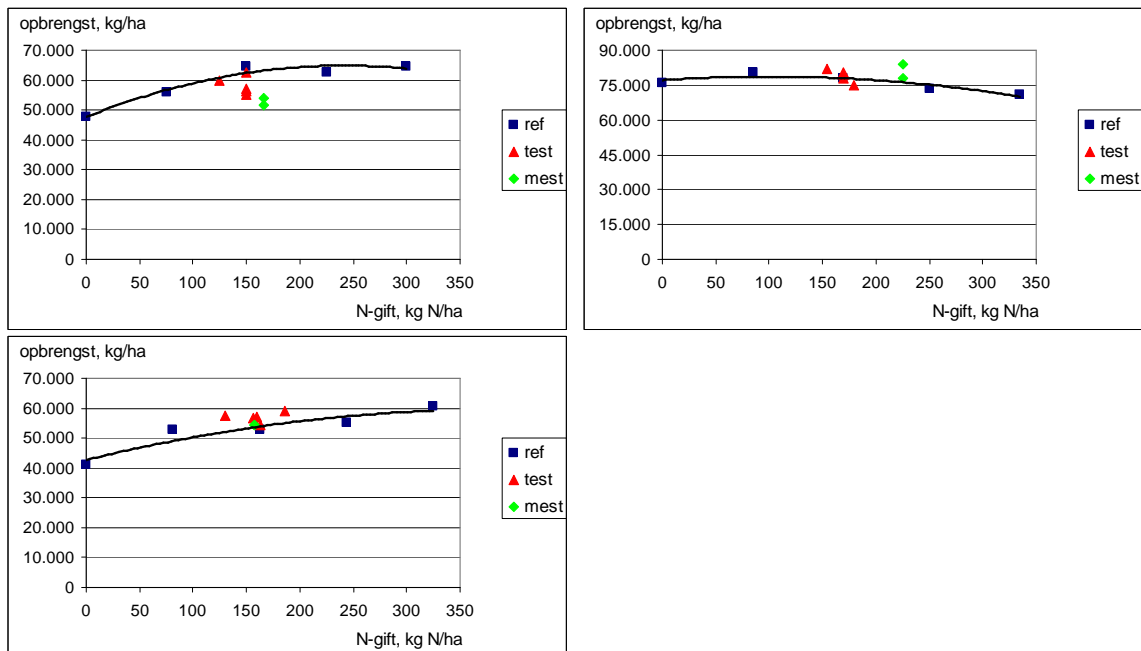 opbrengst, kg/ha
70.000
60.000
50.000
40.000
30.000
20.000
10.000
0
0 50 100 150 200 250 300 350
N-gift, kg N/ha
ref
test
mest
opbrengst, kg/ha
90.000
75.000
60.000
45.000
30.000
15.000
0
0 50 100 150 200 250 300 350
N-gift, kg N/ha
ref
test
mest
opbrengst, kg/ha
70.000
60.000
50.000
40.000
30.000
20.000
10.000
0
0 50 100 150 200 250 300 350
N-gift, kg N/ha
ref
test
mest